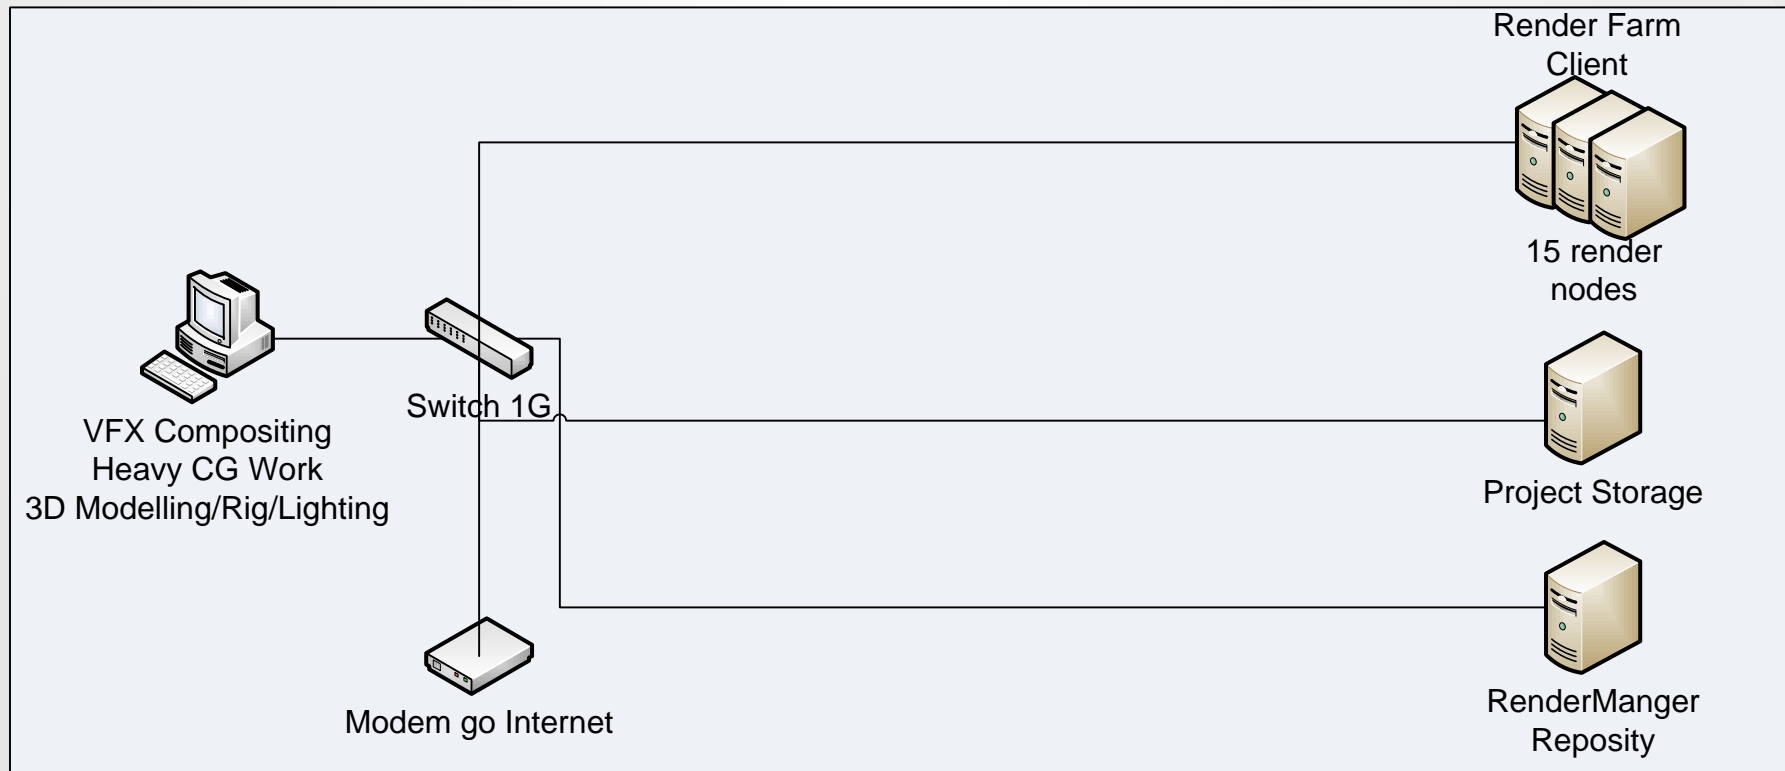 Render Farm
Client
15 render
nodes
Switch 1G
VFX Compositing
Heavy CG Work
3D Modelling/Rig/Lighting
Project Storage
Modem go Internet
RenderManger
Reposity